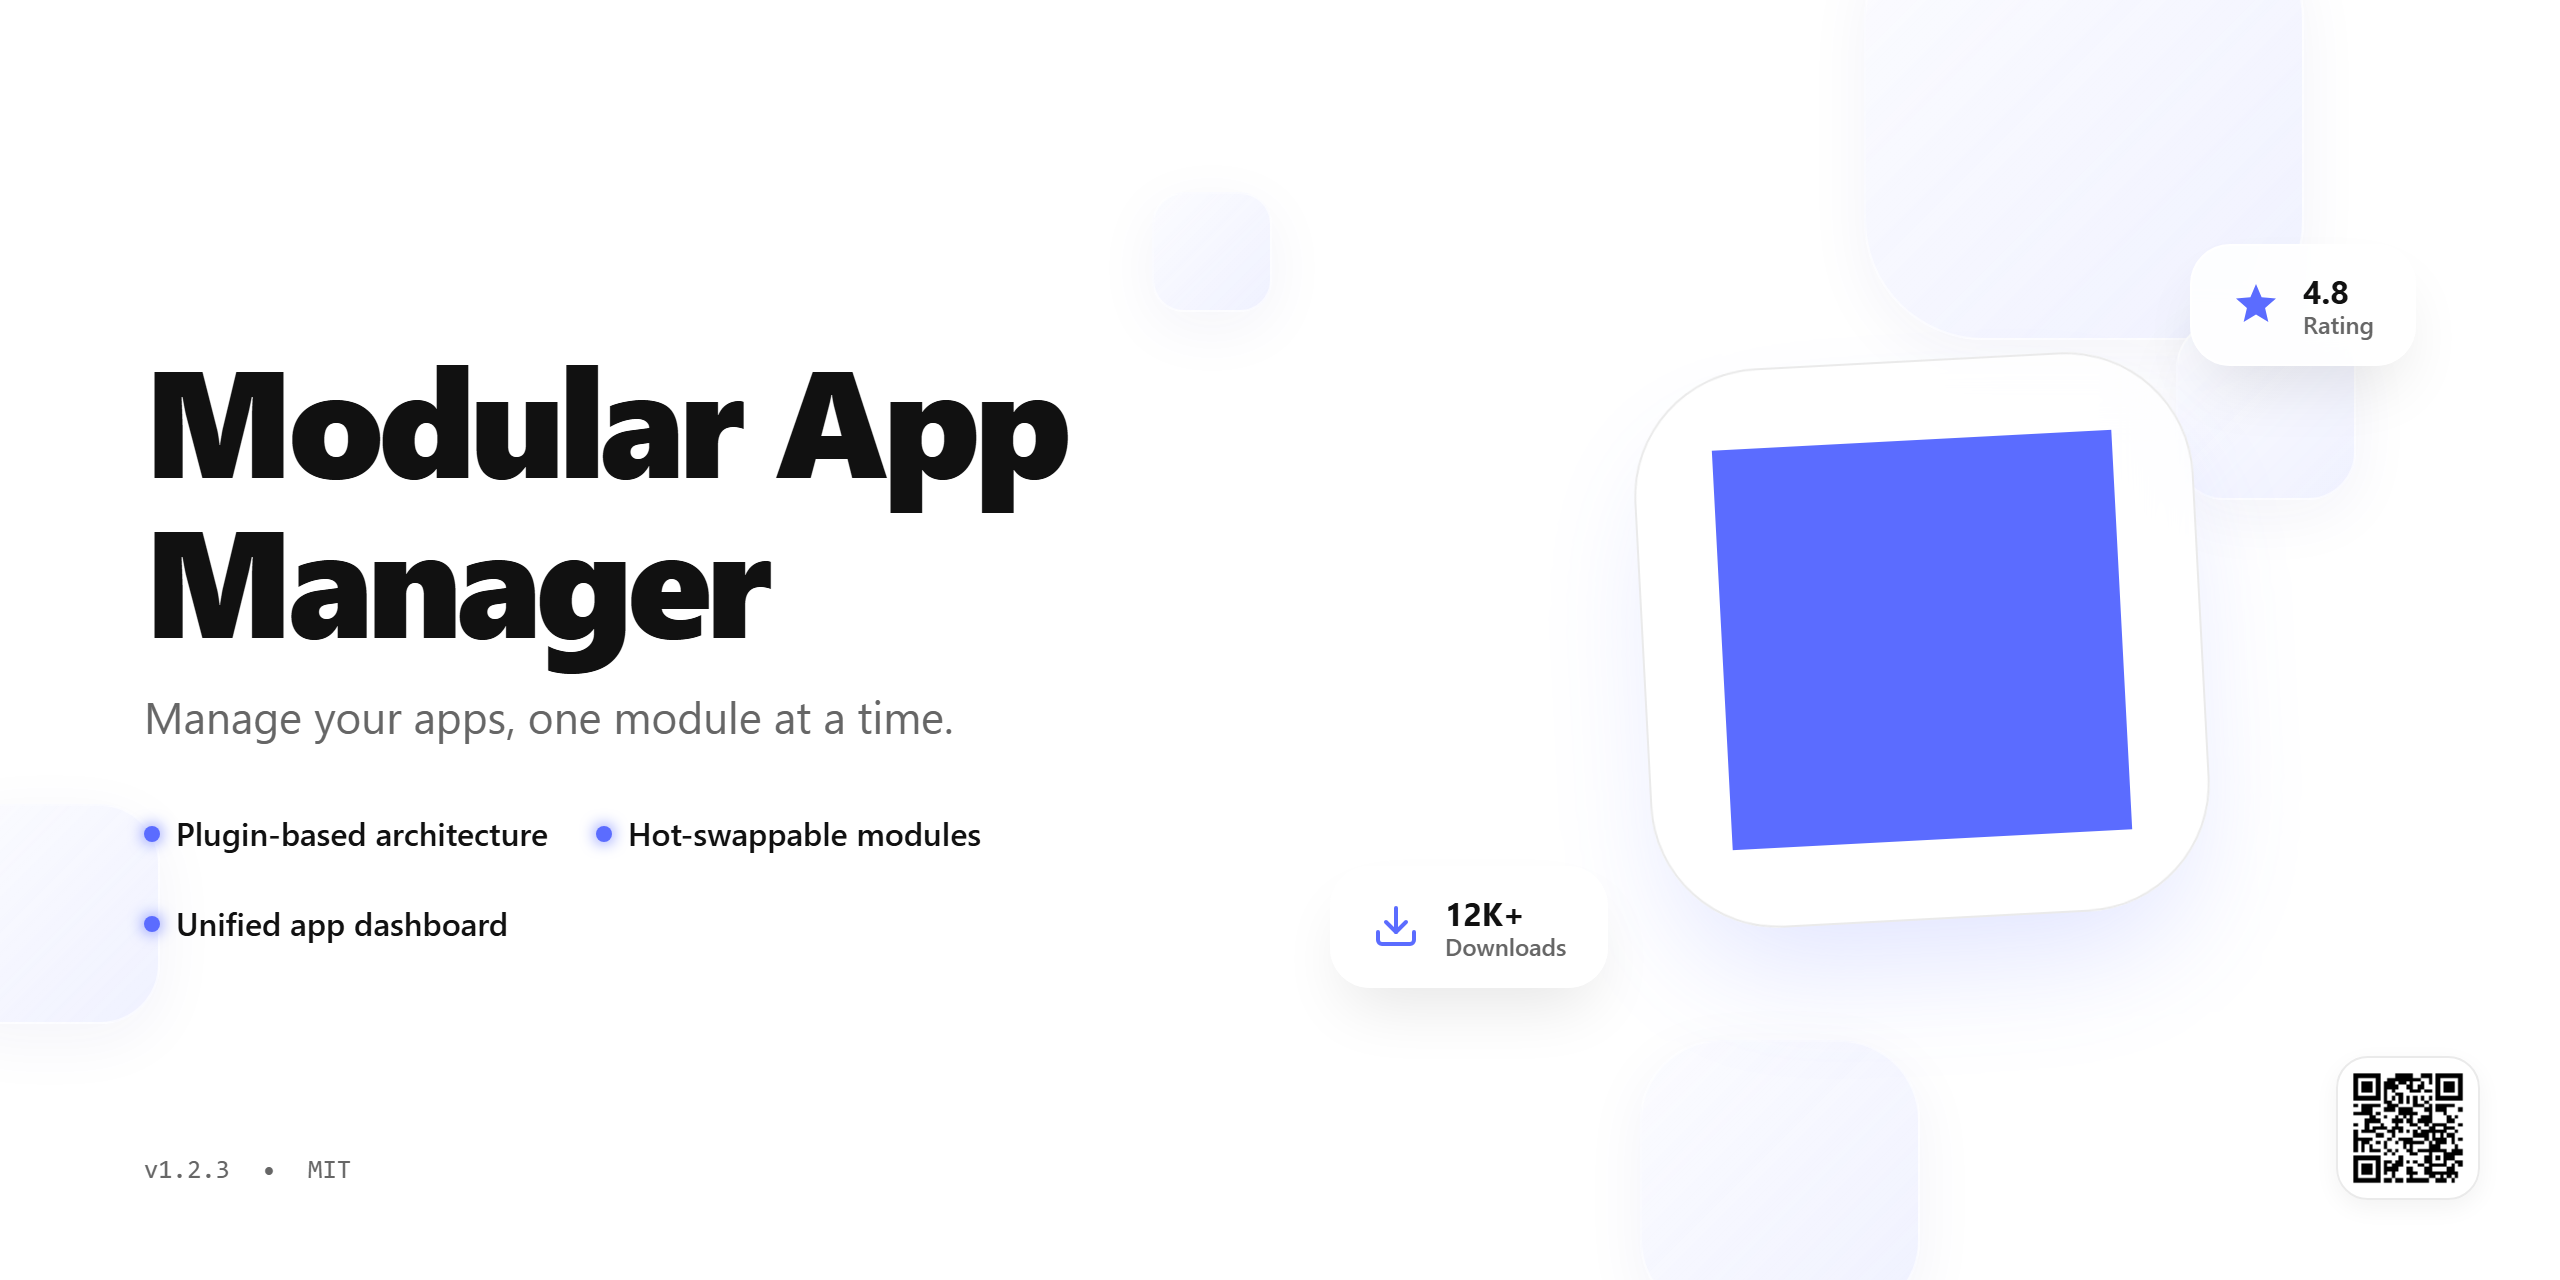 Modular App
Manager
Manage your apps, one module at a time.
Plugin-based architecture
Hot-swappable modules
Unified app dashboard
v1.2.3 • MIT
4.8
Rating
12K+
Downloads